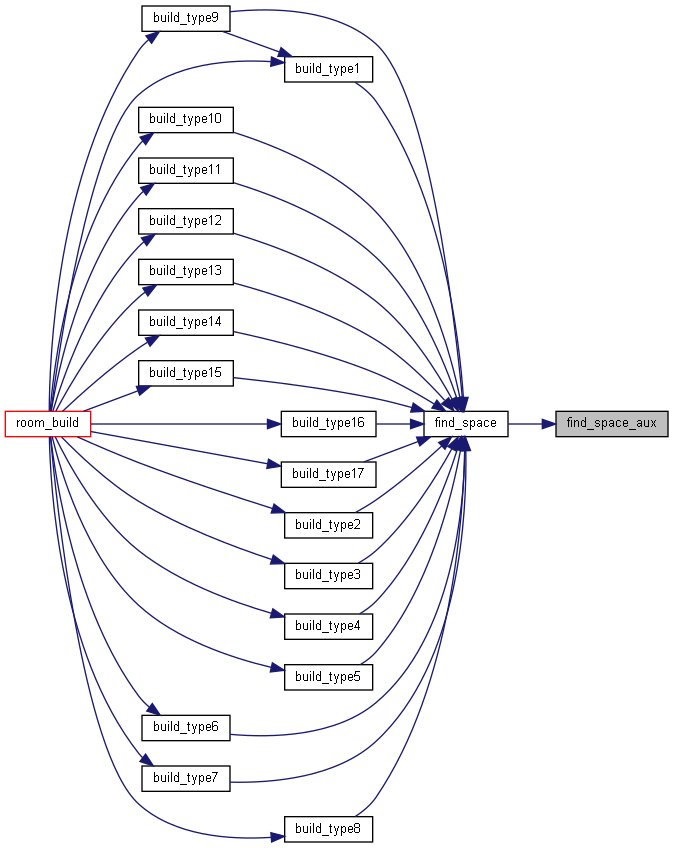 build_type9
build_type1
build_type10
build_type11
build_type12
build_type13
build_type14
build_type15
room_build
build_type16
find_space
find_space_aux
build_type17
build_type2
build_type3
build_type4
build_type5
build_type6
build_type7
build_type8